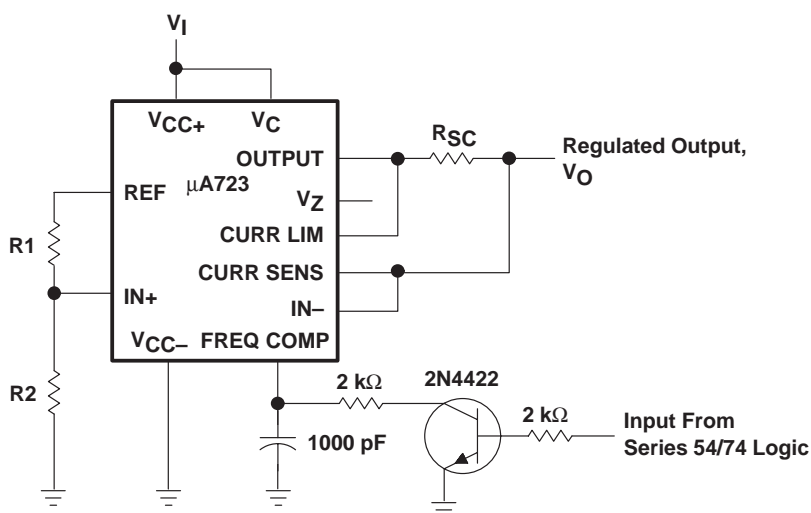 VI
VCC+
VC
RSC
Regulated Output,
VO
OUTPUT
REF
μA723
VZ
R1
CURR LIM
CURR SENS
IN+
IN–
VCC–
FREQ COMP
R2
2 kΩ
2N4422
2 kΩ
Input From
Series 54/74 Logic
1000 pF